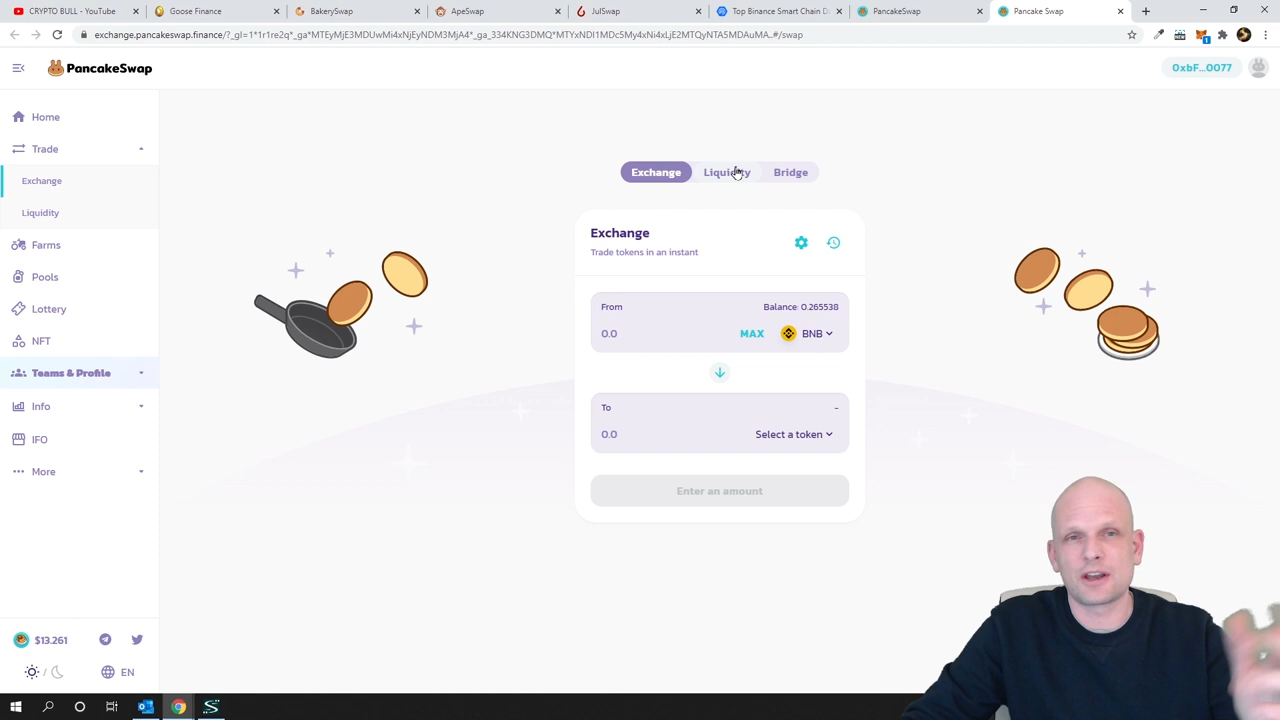 CRYPTO BULL - YouTube
Goose Finance
BakerySwap
ApeSwap
JulSwap
Top Binance Smart Chain D
PancakeSwap
Pancake Swap
exchange.pancakeswap.finance/?_gl=1*1r1re2q*_ga*MTEyMjE3MDUwMi4xNjEyNDM3MjA4*_ga_334KNG3DMQ*MTYxNDI1MDc5My4xNi4xLjE2MTQyNTA5MDAuMA..#/swap
PancakeSwap
0xbF...0077
Home
Trade
Exchange
Liquidity
Farms
Pools
Lottery
NFT
Teams & Profile
Info
IFO
More
$13.261
/
EN
Exchange
Liquidity
Bridge
Exchange
Trade tokens in an instant
From
Balance: 0.265538
0.0
MAX
BNB
To
-
0.0
Select a token
Enter an amount